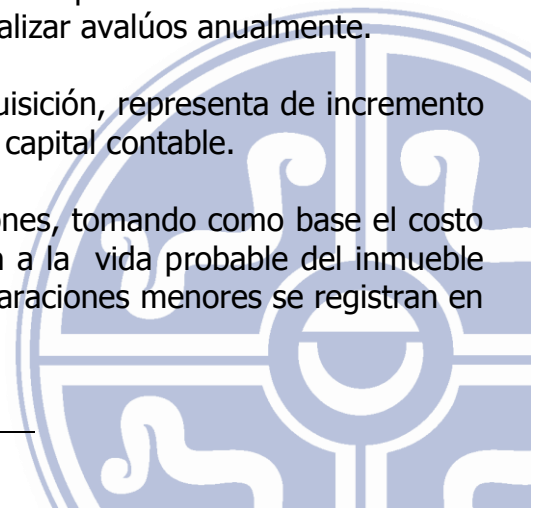 alizar avalúos anualmente.
uisición, representa de incremento
capital contable.
nes, tomando como base el costo
a la vida probable del inmueble
araciones menores se registran en